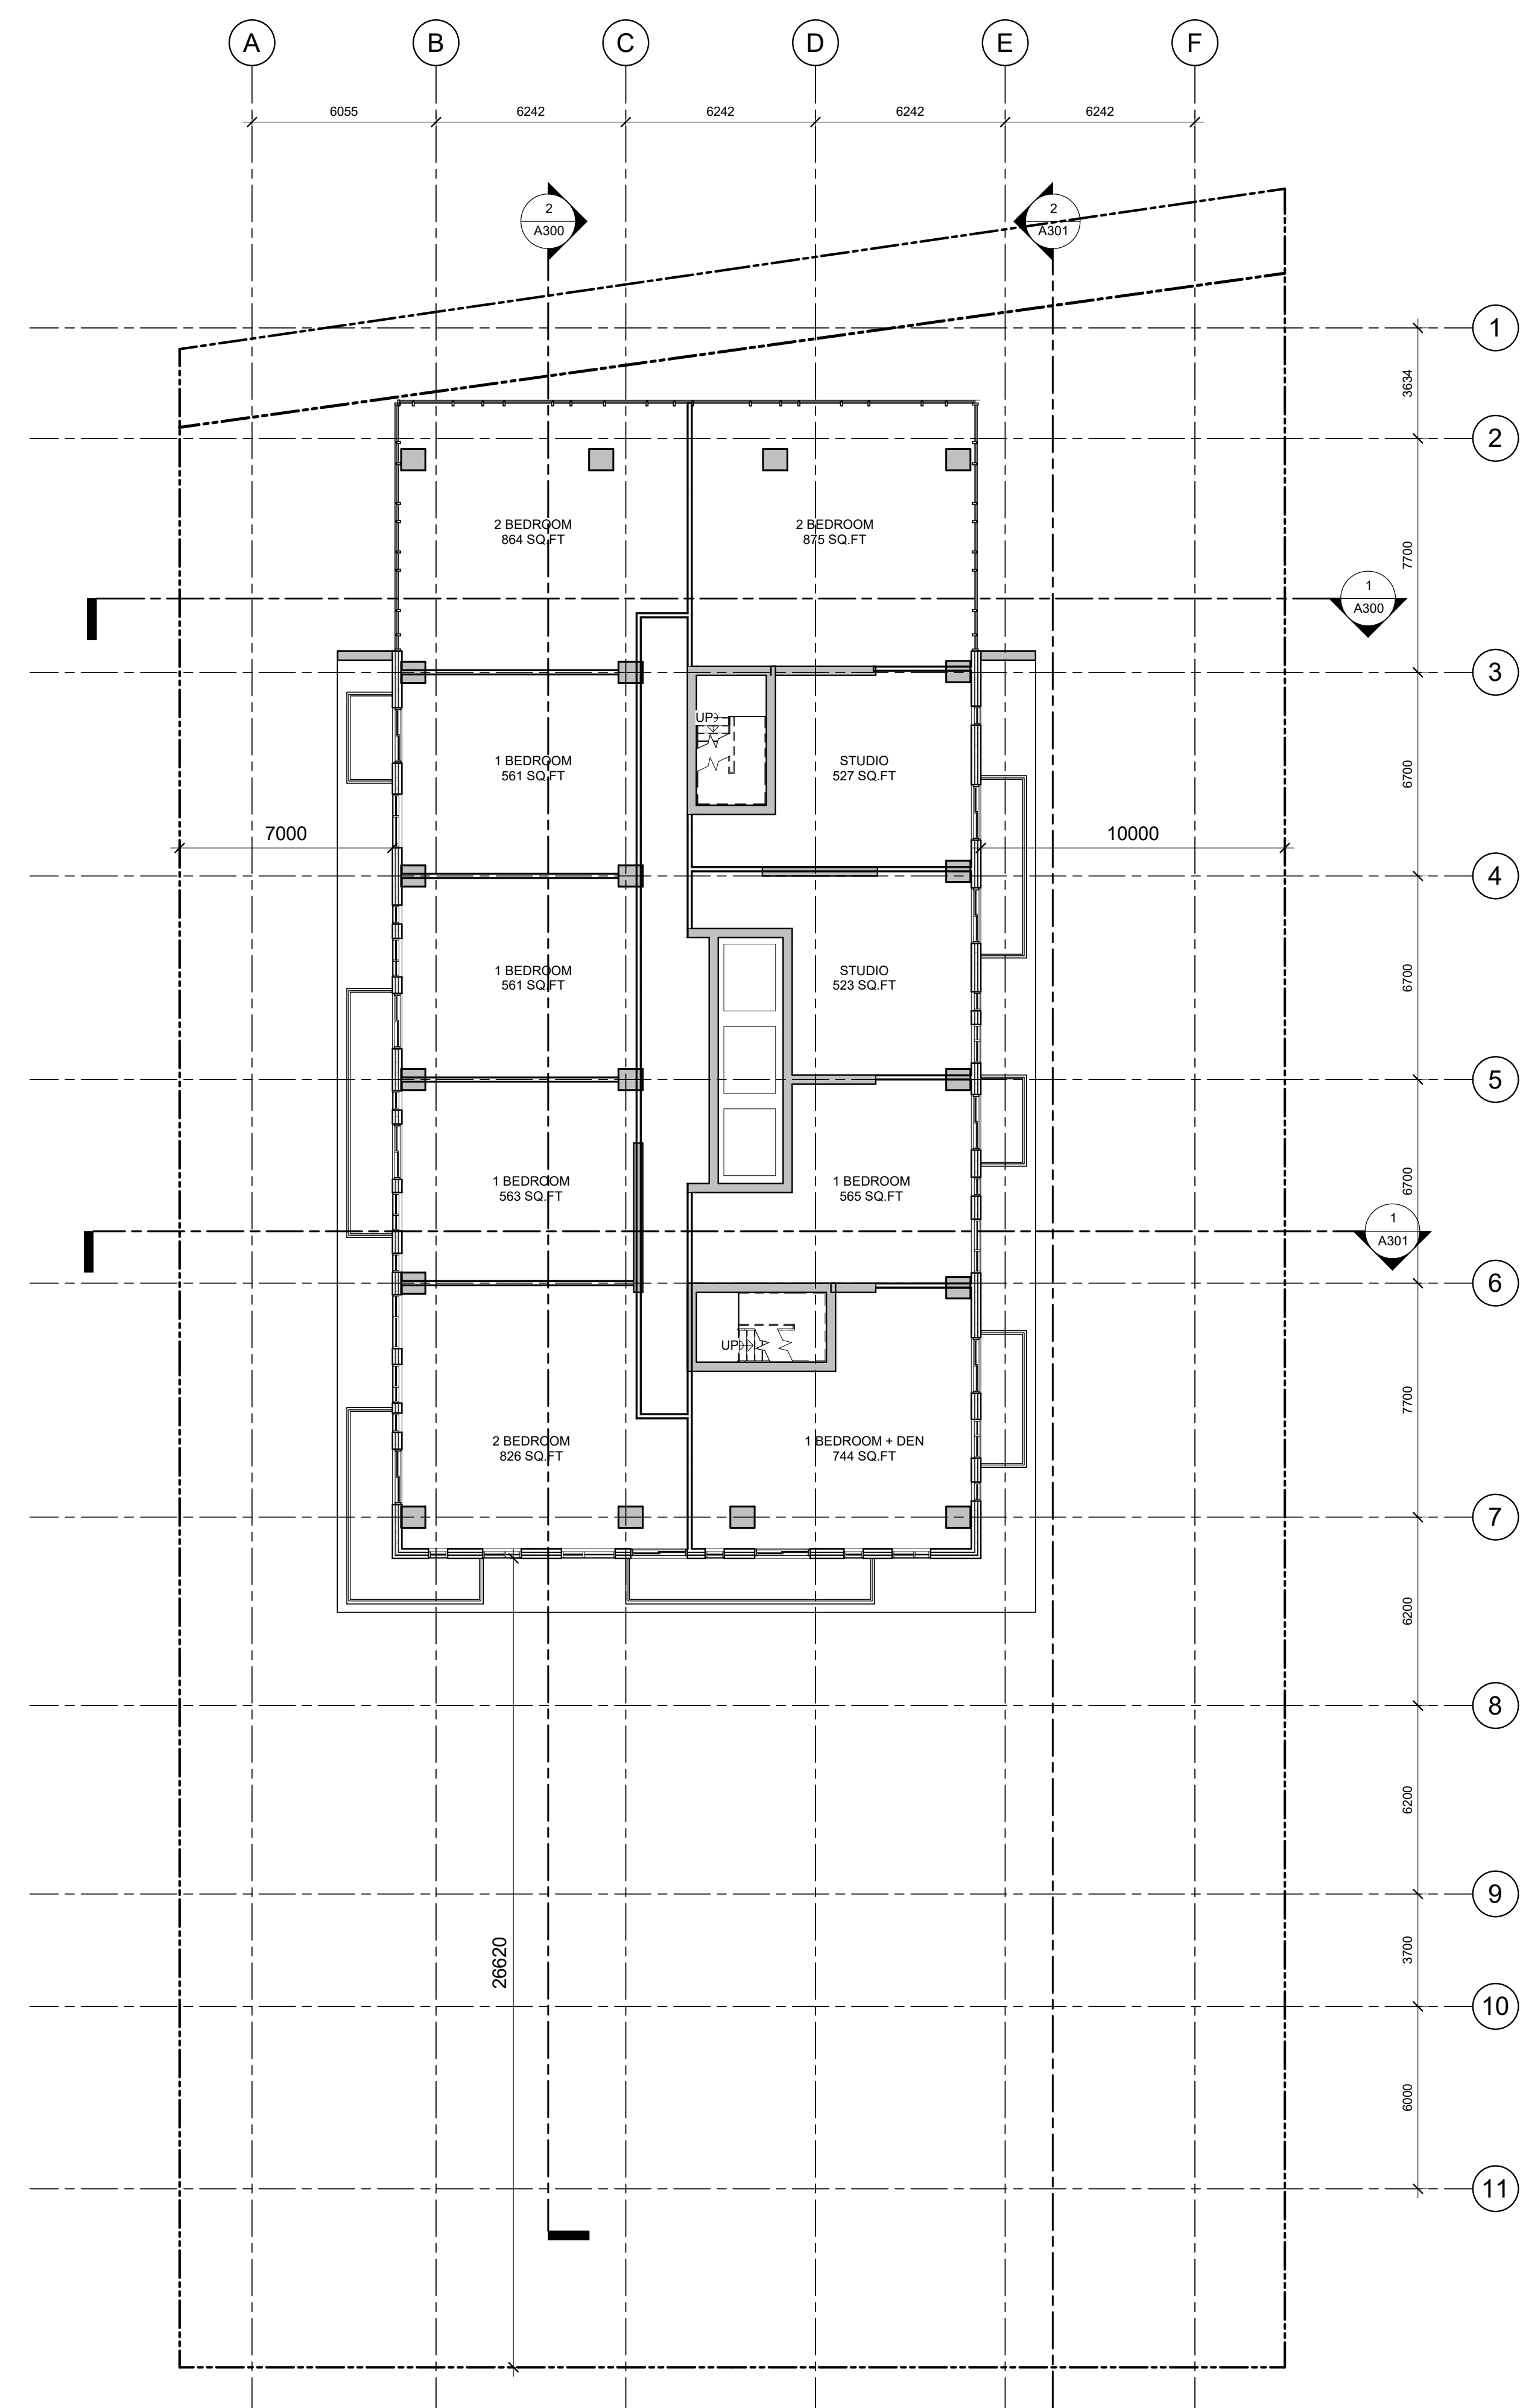 A
B
C
D
E
F
6055
6242
6242
6242
6242
2
A300
2
A301
1
3634
2
2 BEDROOM
864 SQ.FT
2 BEDROOM
875 SQ.FT
7700
1
A300
3
UP
1 BEDROOM
561 SQ.FT
STUDIO
527 SQ.FT
6700
7000
10000
4
1 BEDROOM
561 SQ.FT
STUDIO
523 SQ.FT
6700
5
1 BEDROOM
563 SQ.FT
1 BEDROOM
565 SQ.FT
6700
1
A301
6
UP
7700
2 BEDROOM
826 SQ.FT
1 BEDROOM + DEN
744 SQ.FT
7
6200
8
6200
9
26620
3700
10
6000
11